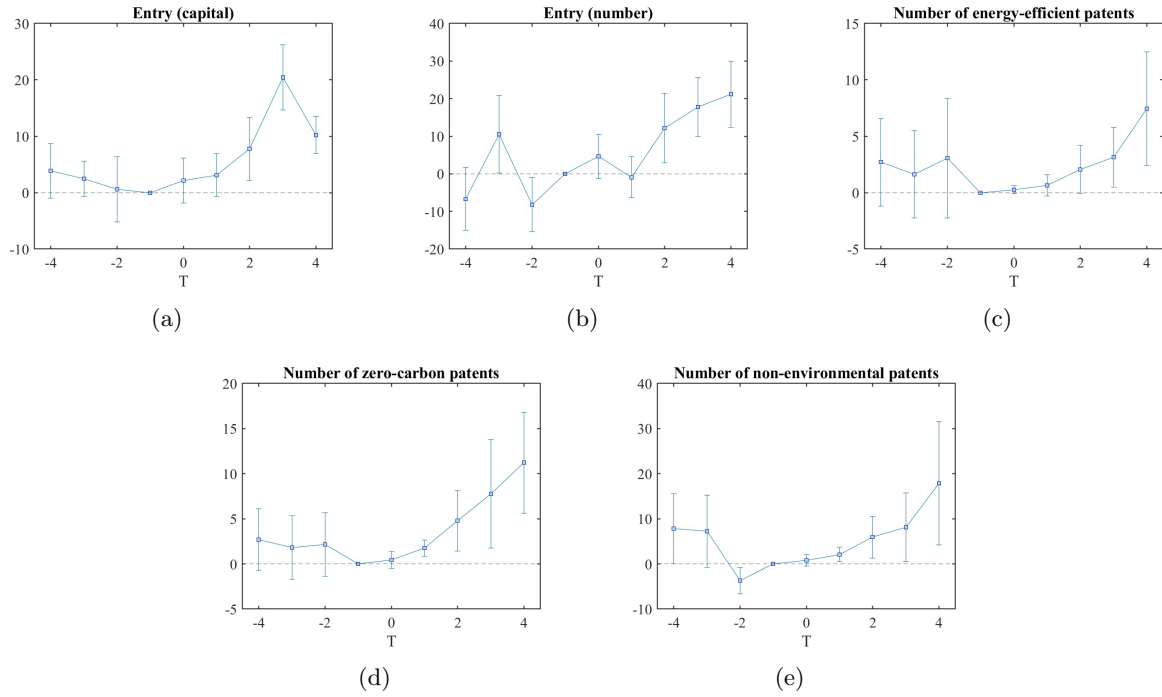 Entry (capital)
30
20
10
0
-10
-4 -2 0 2 4
T
(a)
Entry (number)
40
30
20
10
0
-10
-20
-4 -2 0 2 4
T
(b)
Number of energy-efficient patents
15
10
5
0
-5
-4 -2 0 2 4
T
(c)
Number of zero-carbon patents
20
15
10
5
0
-5
-4 -2 0 2 4
T
(d)
Number of non-environmental patents
40
30
20
10
0
-10
-4 -2 0 2 4
T
(e)